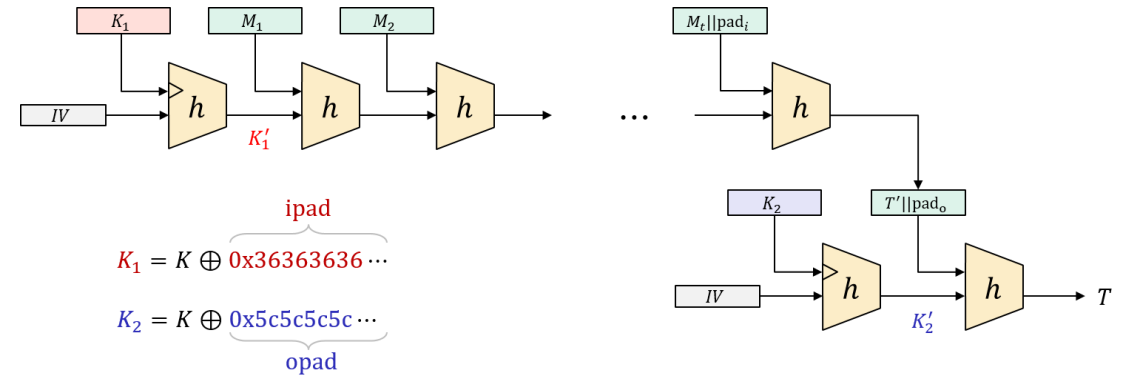 K₁ M₁ M₂ Mₜ||padᵢ
h h h ... h
IV
K₁′
K₂ T′||padₒ
ipad
K₁ = K ⊕ 0x36363636 ⋯
h h
IV T
K₂′
K₂ = K ⊕ 0x5c5c5c5c ⋯
opad